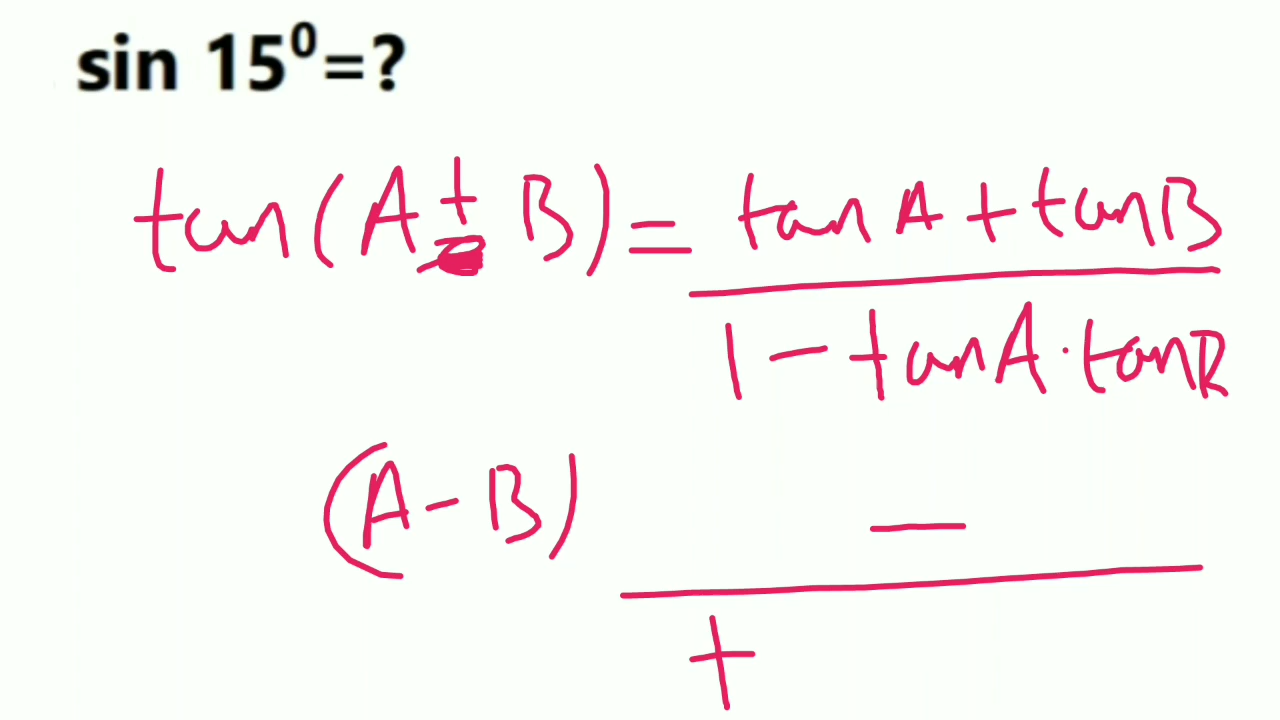 sin 15⁰=?
tan(A + B) = tanA + tanB
1 - tanA · tanB
(A - B) —
+